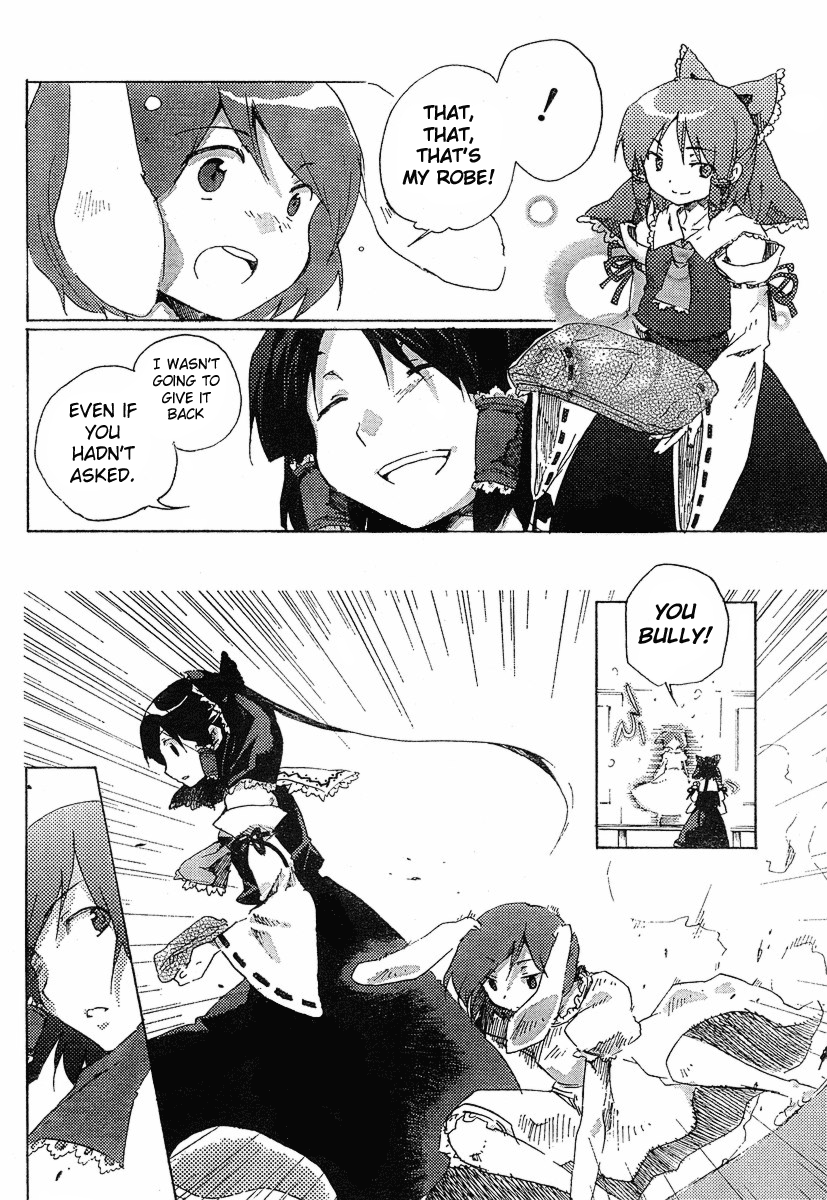 !
THAT,
THAT,
THAT'S
MY ROBE!
I WASN'T
GOING TO
GIVE IT
BACK
EVEN IF
YOU
HADN'T
ASKED.
YOU
BULLY!